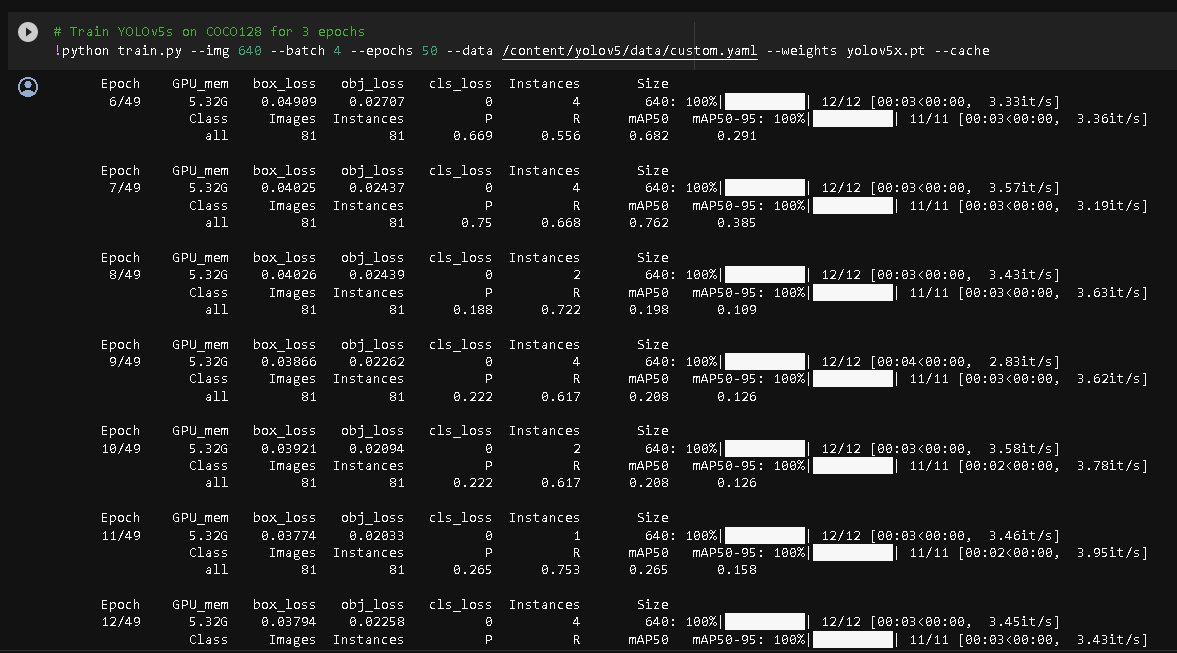 # Train YOLOv5s on COCO128 for 3 epochs
!python train.py --img 640 --batch 4 --epochs 50 --data /content/yolov5/data/custom.yaml --weights yolov5x.pt --cache
Epoch GPU_mem box_loss obj_loss cls_loss Instances Size
6/49 5.32G 0.04909 0.02707 0 4 640: 100%| | 12/12 [00:03<00:00, 3.33it/s]
Class Images Instances P R mAP50 mAP50-95: 100%| | 11/11 [00:03<00:00, 3.36it/s]
all 81 81 0.669 0.556 0.682 0.291
Epoch GPU_mem box_loss obj_loss cls_loss Instances Size
7/49 5.32G 0.04025 0.02437 0 4 640: 100%| | 12/12 [00:03<00:00, 3.57it/s]
Class Images Instances P R mAP50 mAP50-95: 100%| | 11/11 [00:03<00:00, 3.19it/s]
all 81 81 0.75 0.668 0.762 0.385
Epoch GPU_mem box_loss obj_loss cls_loss Instances Size
8/49 5.32G 0.04026 0.02439 0 2 640: 100%| | 12/12 [00:03<00:00, 3.43it/s]
Class Images Instances P R mAP50 mAP50-95: 100%| | 11/11 [00:03<00:00, 3.63it/s]
all 81 81 0.188 0.722 0.198 0.109
Epoch GPU_mem box_loss obj_loss cls_loss Instances Size
9/49 5.32G 0.03866 0.02262 0 4 640: 100%| | 12/12 [00:04<00:00, 2.83it/s]
Class Images Instances P R mAP50 mAP50-95: 100%| | 11/11 [00:03<00:00, 3.62it/s]
all 81 81 0.222 0.617 0.208 0.126
Epoch GPU_mem box_loss obj_loss cls_loss Instances Size
10/49 5.32G 0.03921 0.02094 0 2 640: 100%| | 12/12 [00:03<00:00, 3.58it/s]
Class Images Instances P R mAP50 mAP50-95: 100%| | 11/11 [00:02<00:00, 3.78it/s]
all 81 81 0.222 0.617 0.208 0.126
Epoch GPU_mem box_loss obj_loss cls_loss Instances Size
11/49 5.32G 0.03774 0.02033 0 1 640: 100%| | 12/12 [00:03<00:00, 3.46it/s]
Class Images Instances P R mAP50 mAP50-95: 100%| | 11/11 [00:02<00:00, 3.95it/s]
all 81 81 0.265 0.753 0.265 0.158
Epoch GPU_mem box_loss obj_loss cls_loss Instances Size
12/49 5.32G 0.03794 0.02258 0 4 640: 100%| | 12/12 [00:03<00:00, 3.45it/s]
Class Images Instances P R mAP50 mAP50-95: 100%| | 11/11 [00:03<00:00, 3.43it/s]